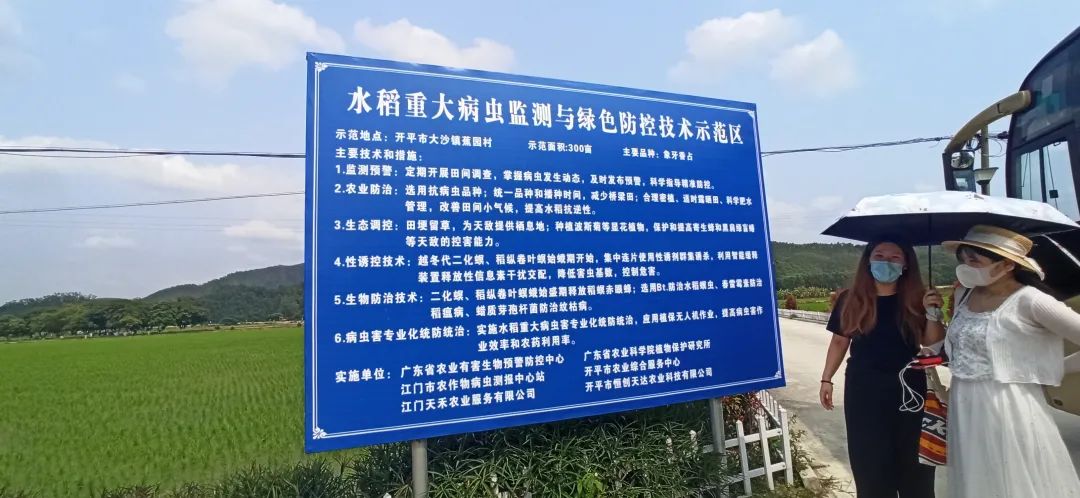 水稻重大病虫监测与绿色防控技术示范区
示范地点：开平市大沙镇蕉园村 示范面积:300亩 主要品种：象牙香占
主要技术和措施：
1.监测预警：定期开展田间调查，掌握病虫发生动态，及时发布预警，科学指导精准防控。
2.农业防治：选用抗病虫品种；统一品种和播种时间，减少桥梁田；合理密植、适时露晒田、科学肥水
管理，改善田间小气候，提高水稻抗逆性。
3.生态调控：田埂留草，为天敌提供栖息地；种植波斯菊等显花植物，保护和提高寄生蜂和黑肩绿盲蝽
等天敌的控害能力。
4.性诱控技术：越冬代二化螟、稻纵卷叶螟始蛾期开始，集中连片使用性诱剂群集诱杀，利用智能缓释
装置释放性信息素干扰交配，降低害虫基数，控制危害。
5.生物防治技术：二化螟、稻纵卷叶螟蛾始盛期释放稻螟赤眼蜂；选用Bt.防治水稻螟虫、春雷霉素防治
稻瘟病、蜡质芽孢杆菌防治纹枯病。
6.病虫害专业化统防统治：实施水稻重大病虫害专业化统防统治，应用植保无人机作业，提高病虫害作
业效率和农药利用率。
实施单位：广东省农业有害生物预警防控中心 广东省农业科学院植物保护研究所
江门市农作物病虫测报中心站 开平市农业综合服务中心
江门天禾农业服务有限公司 开平市恒创天达农业科技有限公司